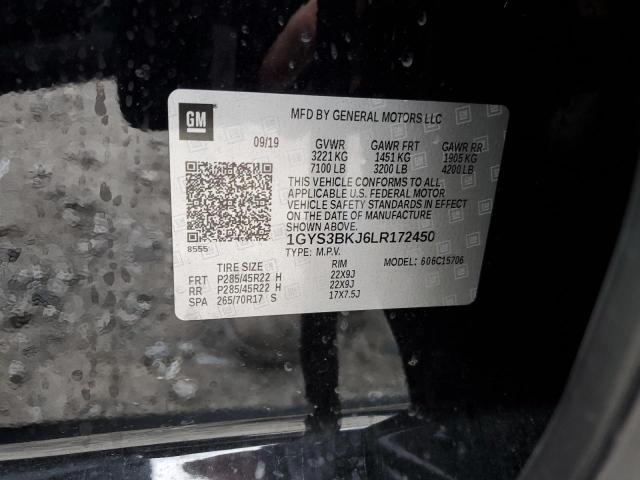 GM
MFD BY GENERAL MOTORS LLC
09/19 GVWR GAWR FRT GAWR RR
3221 KG 1451 KG 1905 KG
7100 LB 3200 LB 4200 LB
THIS VEHICLE CONFORMS TO ALL
APPLICABLE U.S. FEDERAL MOTOR
VEHICLE SAFETY STANDARDS IN EFFECT
ON THE DATE OF MANUFACTURE
SHOWN ABOVE.
1GYS3BKJ6LR172450
8555 TYPE: M.P.V.
TIRE SIZE RIM MODEL: 606C15706
FRT P285/45R22 H 22X9J
RR P285/45R22 H 22X9J
SPA 265/70R17 S 17X7.5J